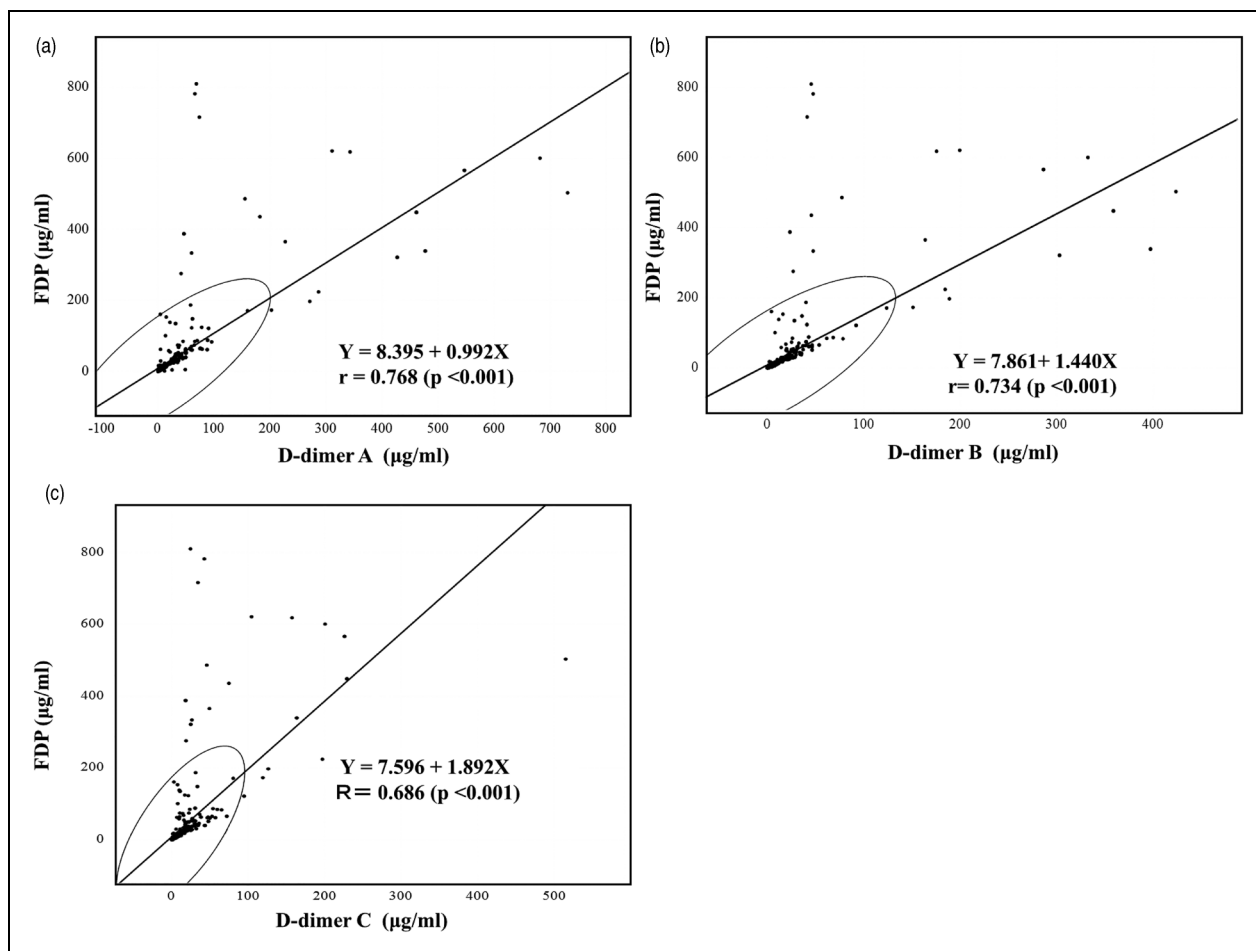 (a)
800
600
400
200
0
FDP (µg/ml)
Y = 8.395 + 0.992X
r = 0.768 (p <0.001)
-100 0 100 200 300 400 500 600 700 800
D-dimer A (µg/ml)
(b)
800
600
400
200
0
FDP (µg/ml)
Y = 7.861+ 1.440X
r= 0.734 (p <0.001)
0 100 200 300 400
D-dimer B (µg/ml)
(c)
800
600
400
200
0
FDP (µg/ml)
Y = 7.596 + 1.892X
R= 0.686 (p <0.001)
0 100 200 300 400 500
D-dimer C (µg/ml)